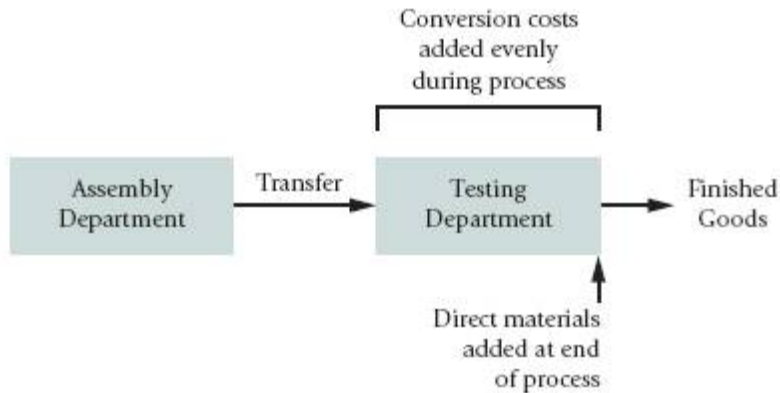 Conversion costs
added evenly
during process
Assembly
Department
Transfer
Testing
Department
Finished
Goods
Direct materials
added at end
of process